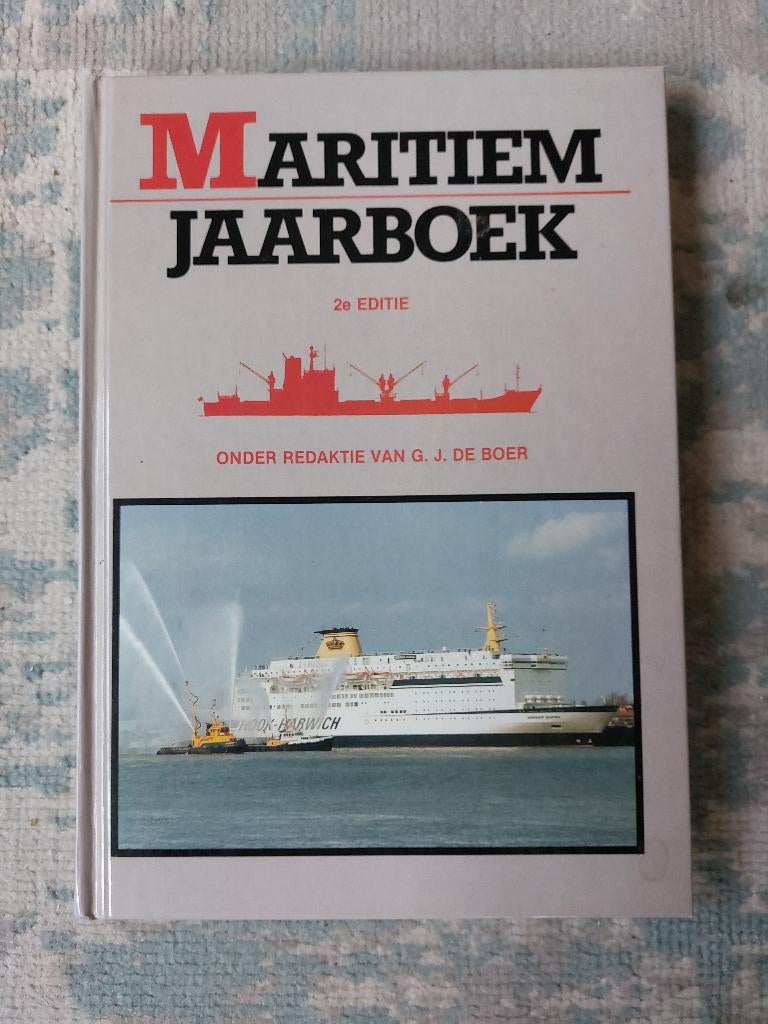 MARITIEM
JAARBOEK
2e EDITIE
ONDER REDAKTIE VAN G. J. DE BOER
HOOK-HARWICH